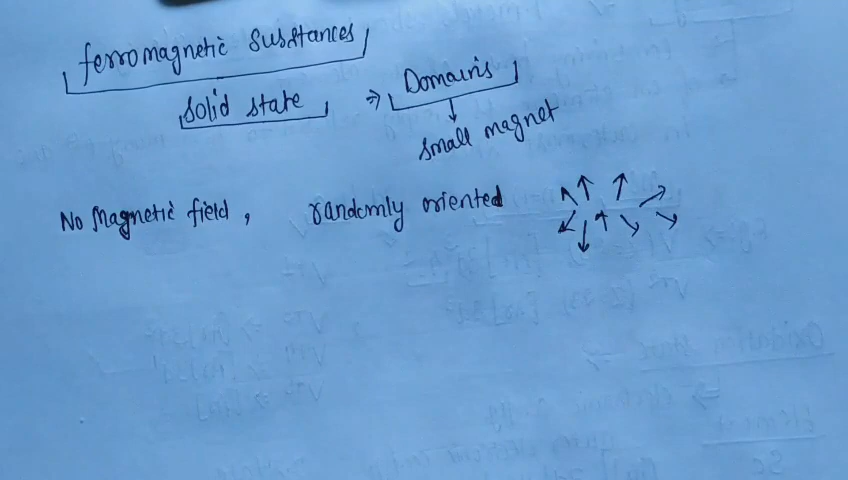 ferromagnetic Substances
Solid state ⇒ Domains
↓
small magnet
No Magnetic field, randomly oriented